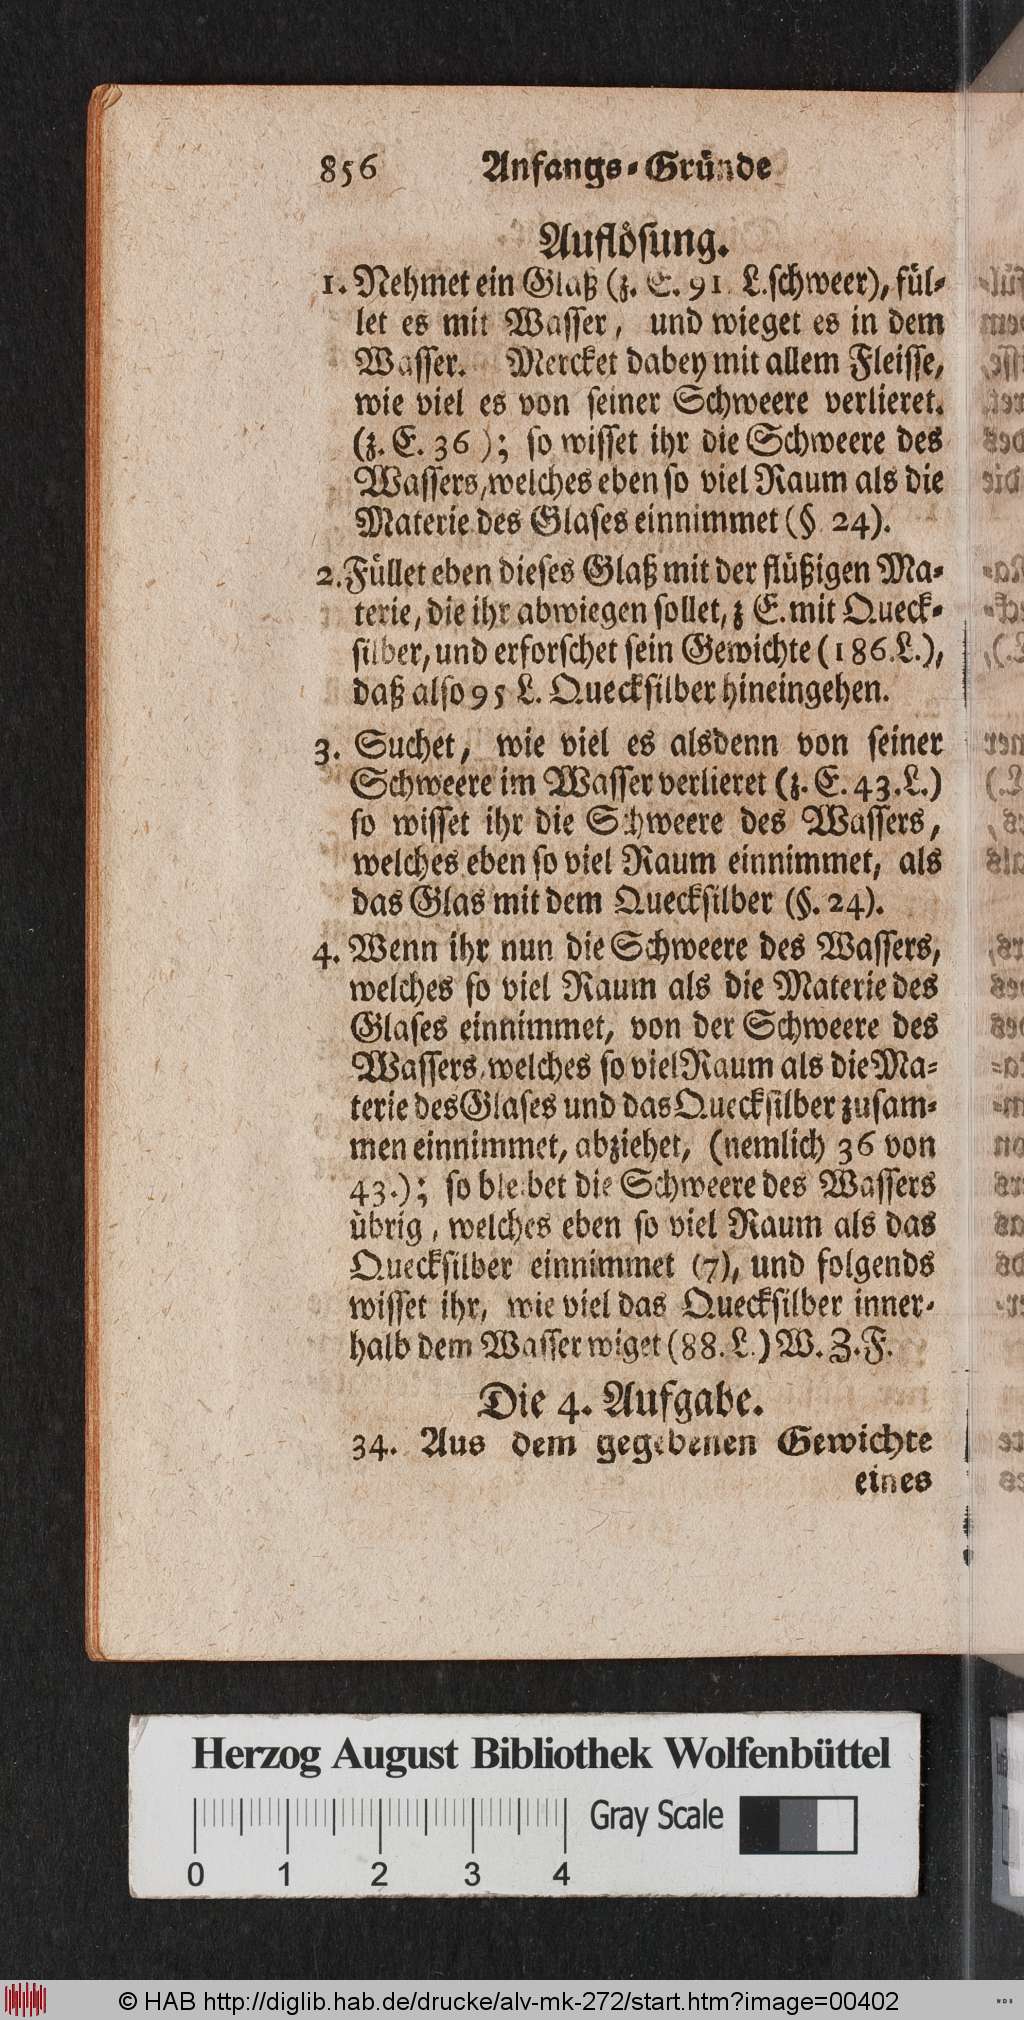 856 Anfangs-Gründe
Auflösung.
1. Nehmet ein Glaß (z. E. 91. L. schweer), fül-
let es mit Wasser, und wieget es in dem
Wasser. Mercket dabey mit allem Fleisse,
wie viel es von seiner Schweere verlieret.
(z. E. 36); so wisset ihr die Schweere des
Wassers, welches eben so viel Raum als die
Materie des Glases einnimmet (§. 24).
2. Füllet eben dieses Glaß mit der flüßigen Ma-
terie, die ihr abwiegen sollet, z E. mit Queck-
silber, und erforschet sein Gewichte (186. L.),
daß also 95 L. Quecksilber hineingehen.
3. Suchet, wie viel es alsdenn von seiner
Schweere im Wasser verlieret (z. E. 43. L.)
so wisset ihr die Schweere des Wassers,
welches eben so viel Raum einnimmet, als
das Glas mit dem Quecksilber (§. 24).
4. Wenn ihr nun die Schweere des Wassers,
welches so viel Raum als die Materie des
Glases einnimmet, von der Schweere des
Wassers, welches so viel Raum als die Ma-
terie des Glases und das Quecksilber zusam-
men einnimmet, abziehet, (nemlich 36 von
43.); so bleibet die Schweere des Wassers
übrig, welches eben so viel Raum als das
Quecksilber einnimmet (7), und folgends
wisset ihr, wie viel das Quecksilber inner-
halb dem Wasser wiget (88. L.) W. Z. F.
Die 4. Aufgabe.
34. Aus dem gegebenen Gewichte
eines
Herzog August Bibliothek Wolfenbüttel
Gray Scale
0 1 2 3 4
© HAB http://diglib.hab.de/drucke/alv-mk-272/start.htm?image=00402